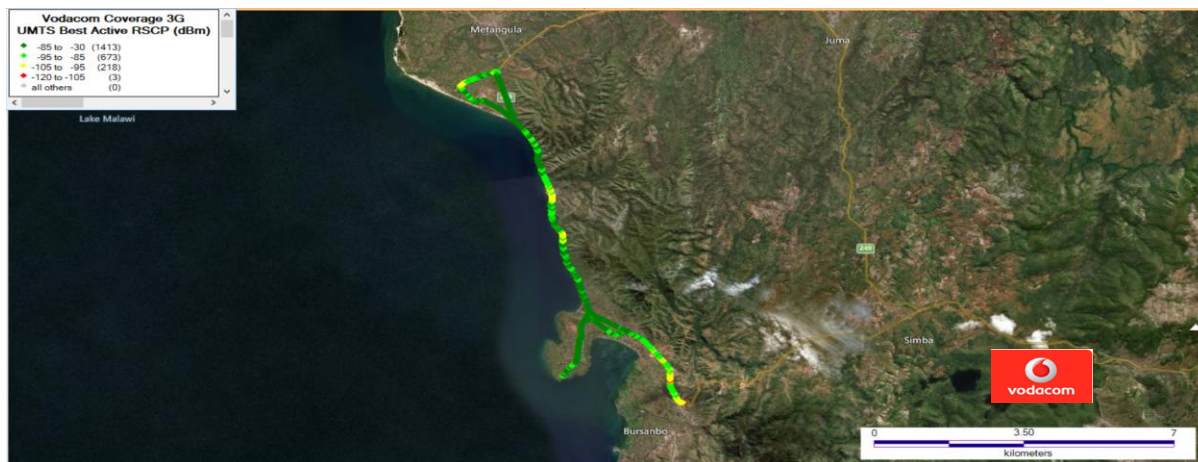 Vodacom Coverage 3G
UMTS Best Active RSCP (dBm)
-85 to -30 (1413)
-95 to -85 (673)
-105 to -95 (218)
-120 to -105 (3)
all others (0)
Metangula
Juma
Lake Malawi
249
Simba
vodacom
Bursanbo
0 3.50 7
kilometers